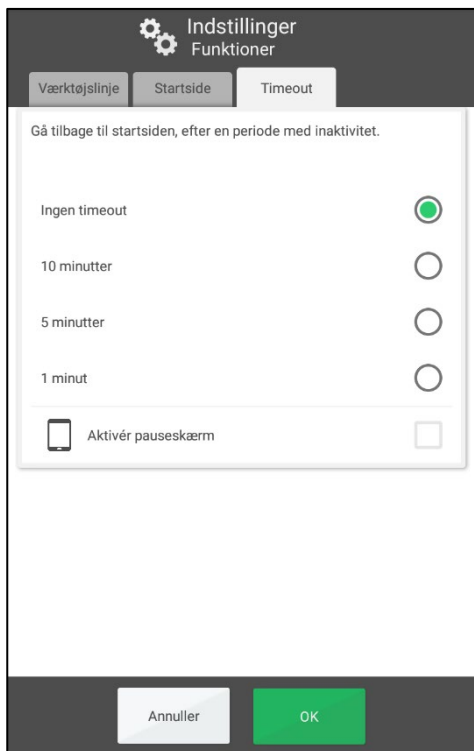 Indstillinger
Funktioner
Værktøjslinje
Startside
Timeout
Gå tilbage til startsiden, efter en periode med inaktivitet.
Ingen timeout
10 minutter
5 minutter
1 minut
Aktivér pauseskærm
Annuller
OK